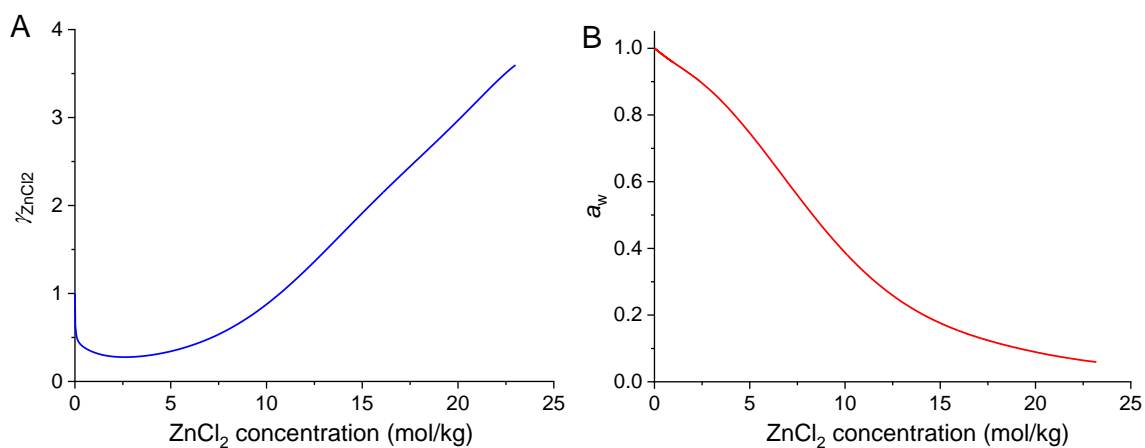 A
4
3
2
1
0
γZnCl2
0 5 10 15 20 25
ZnCl₂ concentration (mol/kg)
B
1.0
0.8
0.6
0.4
0.2
0.0
aw
0 5 10 15 20 25
ZnCl₂ concentration (mol/kg)